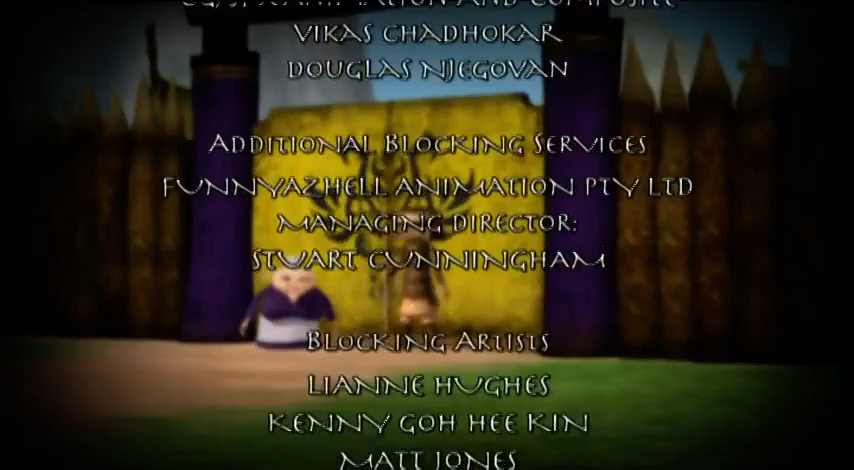 VIKAS CHADHOKAR
DOUGLAS NJEGOVAN
ADDITIONAL BLOCKING SERVICES
FUNNYAZHELL ANIMATION PTY LTD
MANAGING DIRECTOR:
STUART CUNNINGHAM
BLOCKING ARTISTS
LIANNE HUGHES
KENNY GOH HEE KIN
MATT JONES